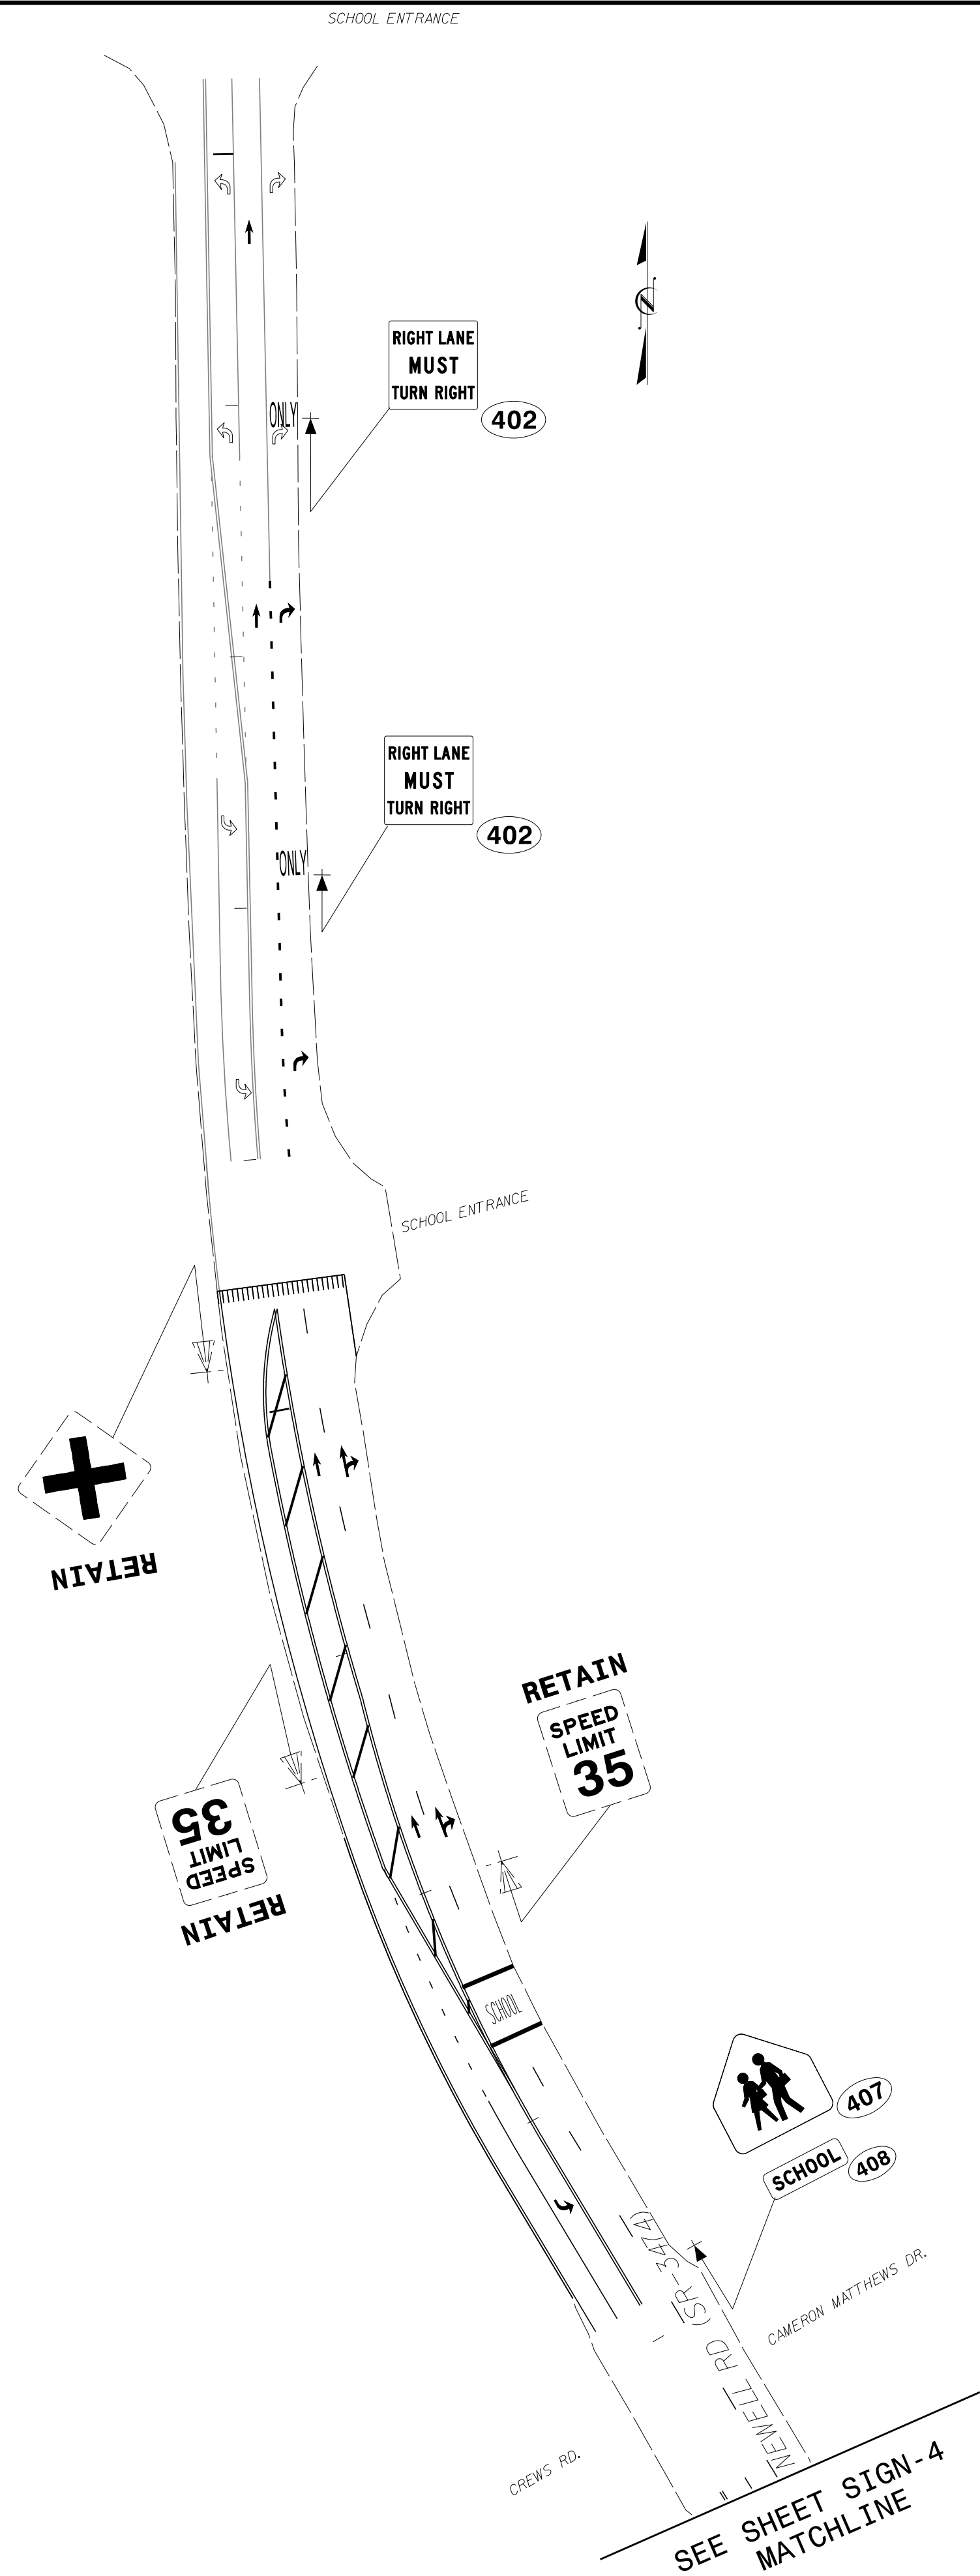 SCHOOL ENTRANCE
RIGHT LANE
MUST
TURN RIGHT
402
ONLY
N
RIGHT LANE
MUST
TURN RIGHT
402
ONLY
SCHOOL ENTRANCE
RETAIN
RETAIN
SPEED
LIMIT
35
SPEED
LIMIT
35
RETAIN
SCHOOL
407
SCHOOL
408
NEWELL RD (SR-3474)
CAMERON MATTHEWS DR.
CREWS RD.
SEE SHEET SIGN-4
MATCHLINE